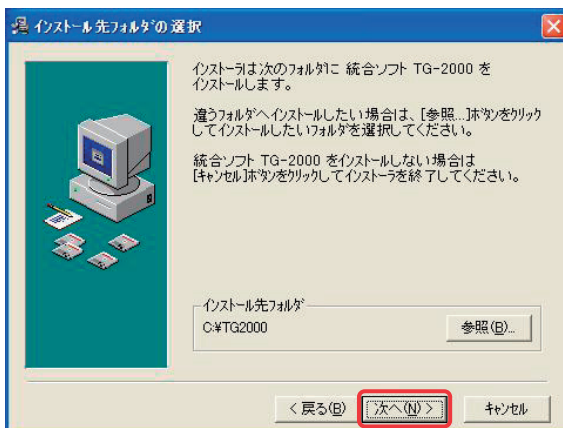 インストール先フォルダの選択
インストーラは次のフォルダに 統合ソフト TG-2000 を
インストールします。
違うフォルダへインストールしたい場合は、[参照...]ボタンをクリック
してインストールしたいフォルダを選択してください。
統合ソフト TG-2000 をインストールしない場合は
[キャンセル]ボタンをクリックしてインストーラを終了してください。
インストール先フォルダ
C:¥TG2000
参照(B)...
< 戻る(B)
次へ(N) >
キャンセル